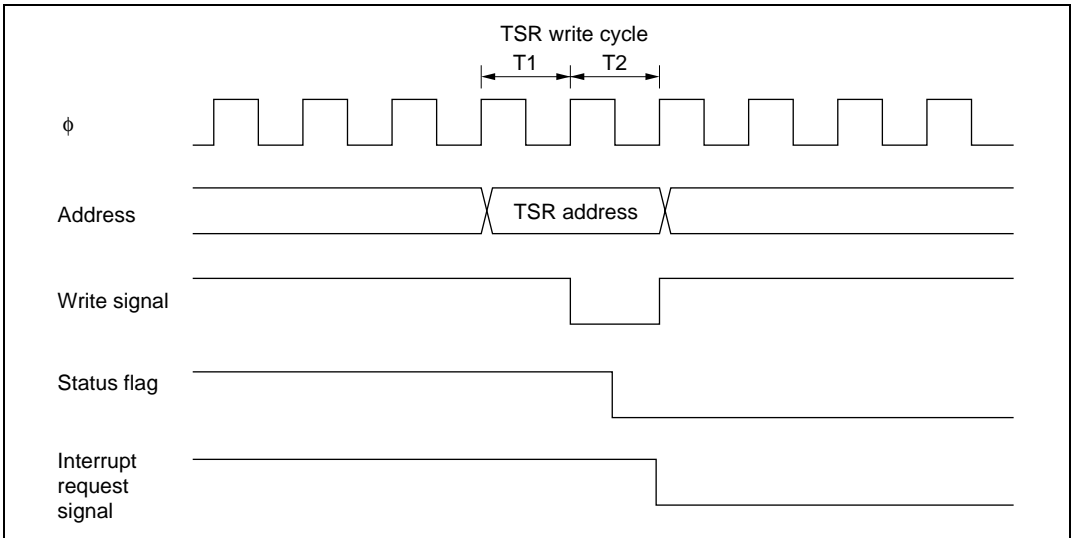 TSR write cycle
T1 T2
ϕ
Address
TSR address
Write signal
Status flag
Interrupt
request
signal